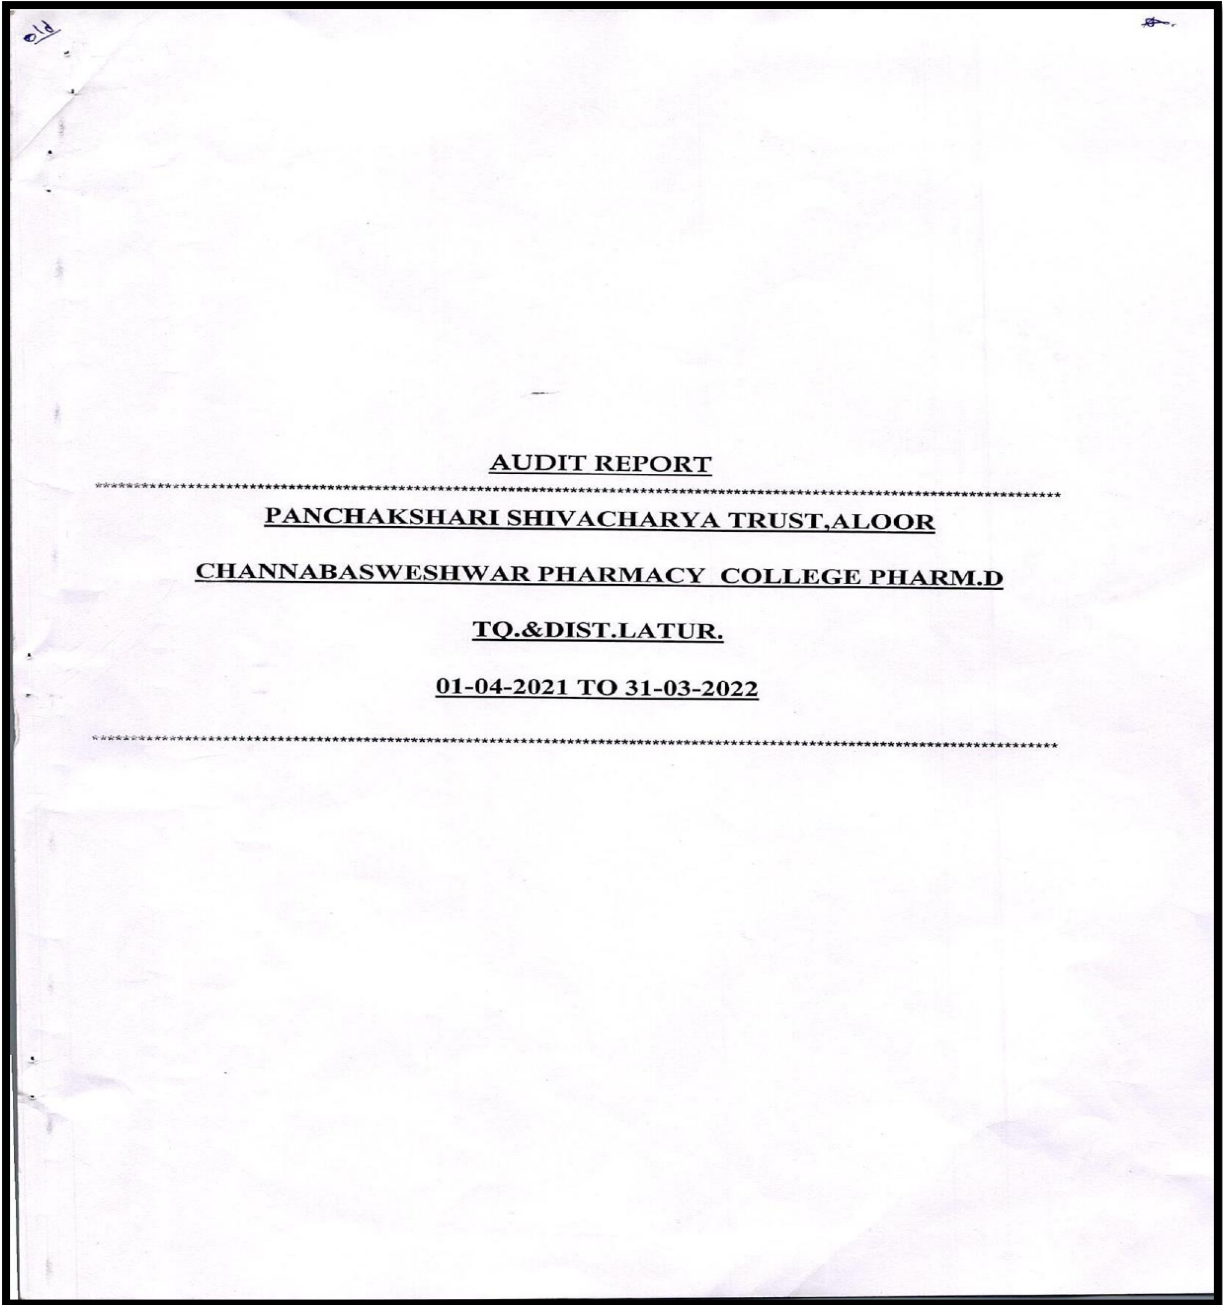 old
AUDIT REPORT
************************************************************************************************************************
PANCHAKSHARI SHIVACHARYA TRUST,ALOOR
CHANNABASWESHWAR PHARMACY COLLEGE PHARM.D
TQ.&DIST.LATUR.
01-04-2021 TO 31-03-2022
************************************************************************************************************************